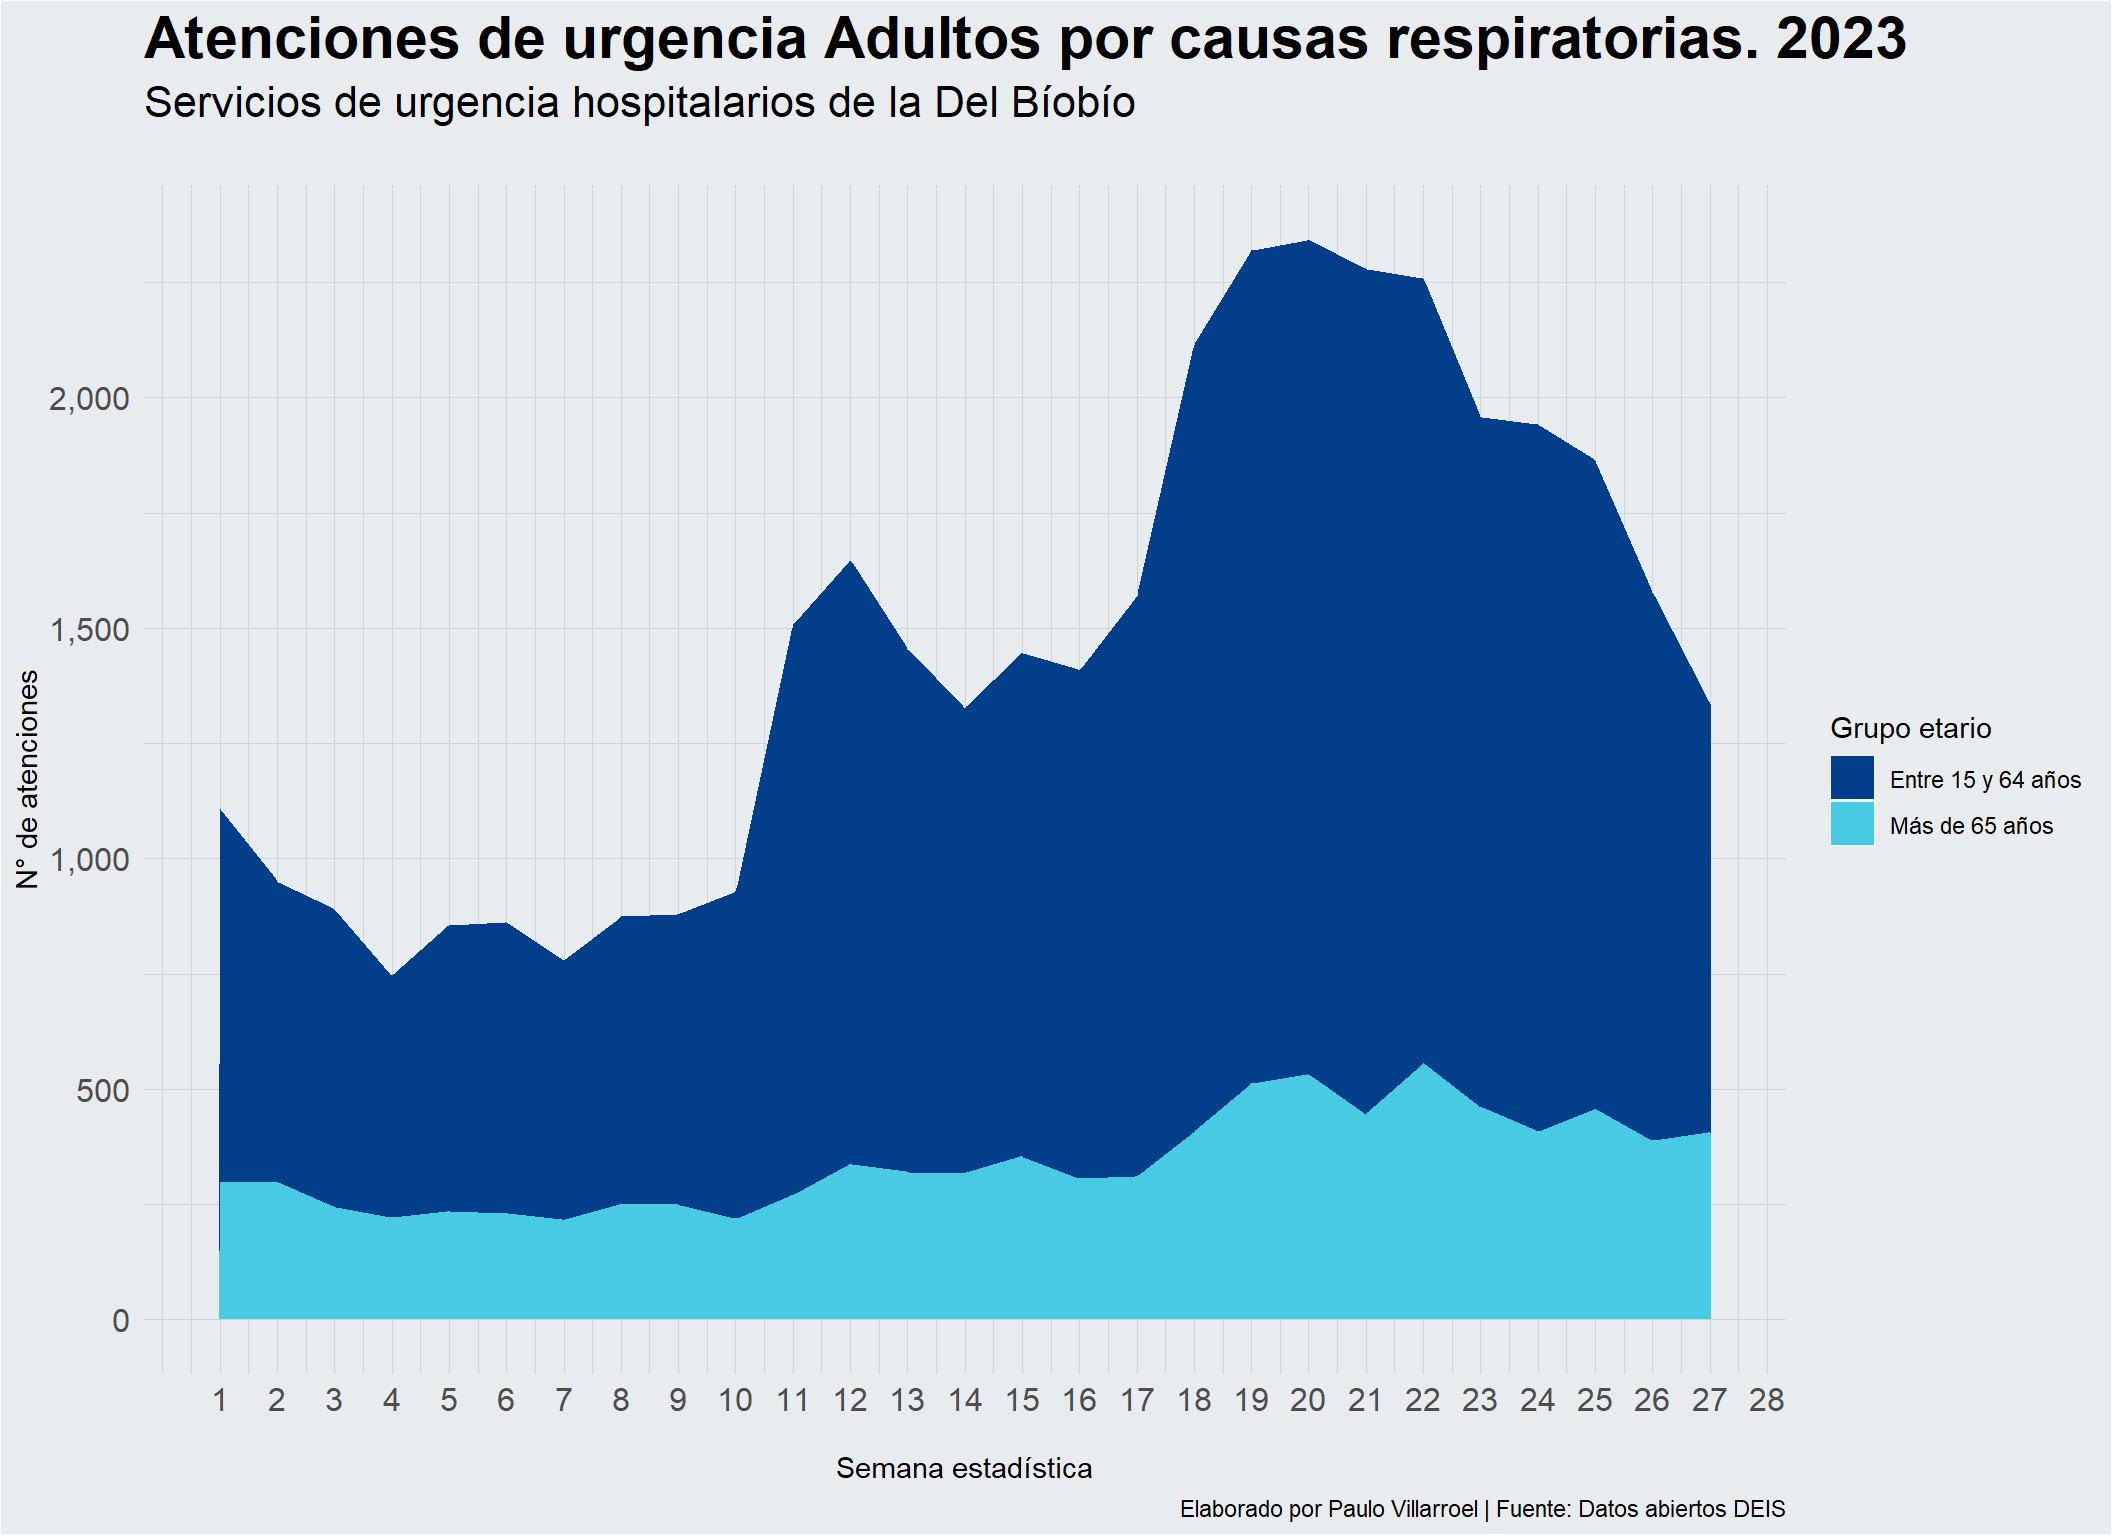 Atenciones de urgencia Adultos por causas respiratorias. 2023
Servicios de urgencia hospitalarios de la Del Bíobío
N° de atenciones
2,000
1,500
1,000
500
0
1 2 3 4 5 6 7 8 9 10 11 12 13 14 15 16 17 18 19 20 21 22 23 24 25 26 27 28
Semana estadística
Grupo etario
Entre 15 y 64 años
Más de 65 años
Elaborado por Paulo Villarroel | Fuente: Datos abiertos DEIS